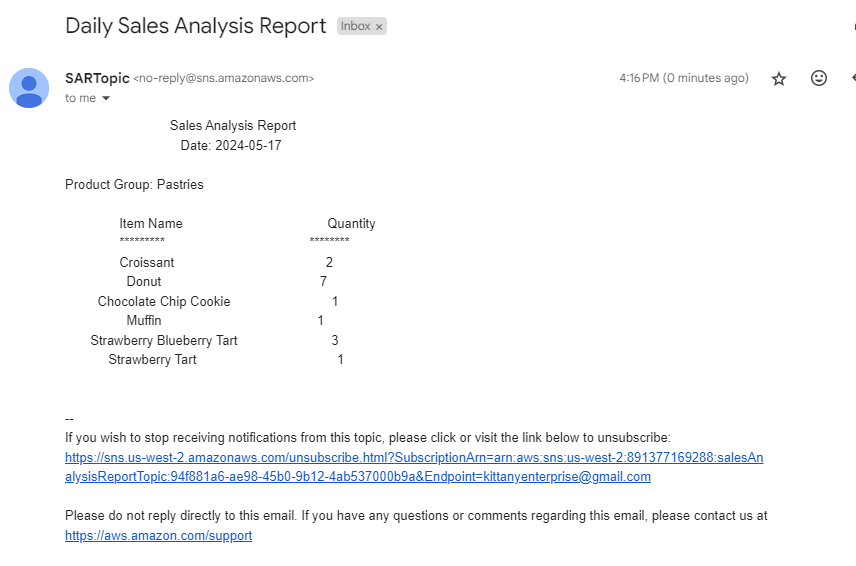 Daily Sales Analysis Report Inbox ×
SARTopic <no-reply@sns.amazonaws.com> 4:16 PM (0 minutes ago)
to me
Sales Analysis Report
Date: 2024-05-17
Product Group: Pastries
Item Name Quantity
********* ********
Croissant 2
Donut 7
Chocolate Chip Cookie 1
Muffin 1
Strawberry Blueberry Tart 3
Strawberry Tart 1
--
If you wish to stop receiving notifications from this topic, please click or visit the link below to unsubscribe:
https://sns.us-west-2.amazonaws.com/unsubscribe.html?SubscriptionArn=arn:aws:sns:us-west-2:891377169288:salesAn
alysisReportTopic:94f881a6-ae98-45b0-9b12-4ab537000b9a&Endpoint=kittanyenterprise@gmail.com
Please do not reply directly to this email. If you have any questions or comments regarding this email, please contact us at
https://aws.amazon.com/support